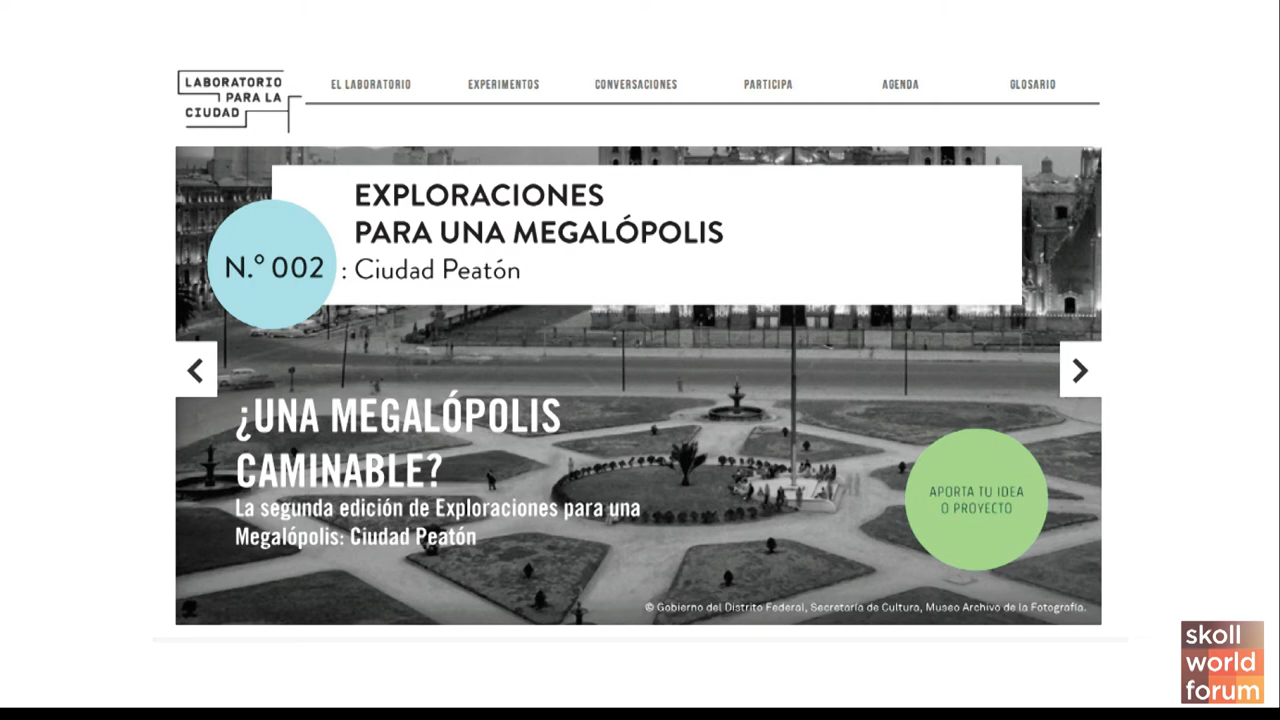 LABORATORIO
PARA LA
CIUDAD
EL LABORATORIO
EXPERIMENTOS
CONVERSACIONES
PARTICIPA
AGENDA
GLOSARIO
EXPLORACIONES
PARA UNA MEGALÓPOLIS
N.º 002 : Ciudad Peatón
¿UNA MEGALÓPOLIS
CAMINABLE?
La segunda edición de Exploraciones para una
Megalópolis: Ciudad Peatón
APORTA TU IDEA
O PROYECTO
© Gobierno del Distrito Federal, Secretaría de Cultura, Museo Archivo de la Fotografía.
skoll
world
forum